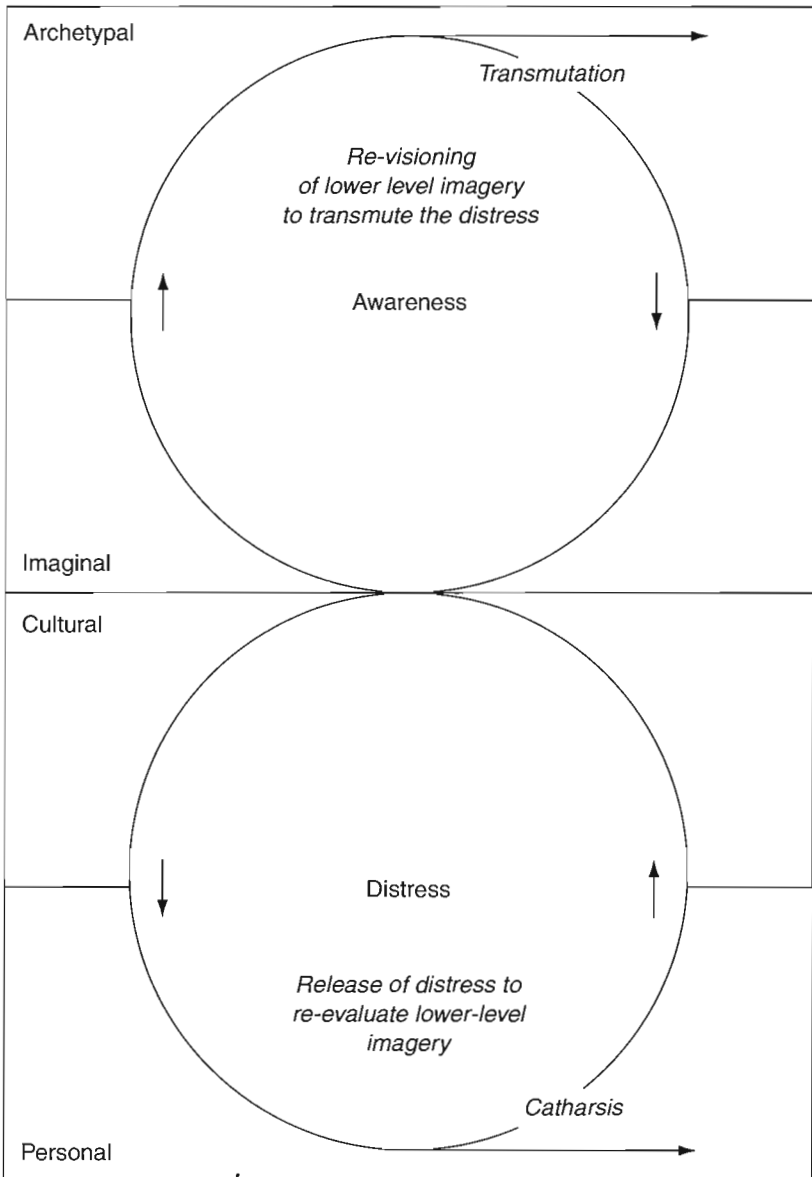 Archetypal
Transmutation
Re-visioning
of lower level imagery
to transmute the distress
Awareness
Imaginal
Cultural
Distress
Release of distress to
re-evaluate lower-level
imagery
Catharsis
Personal